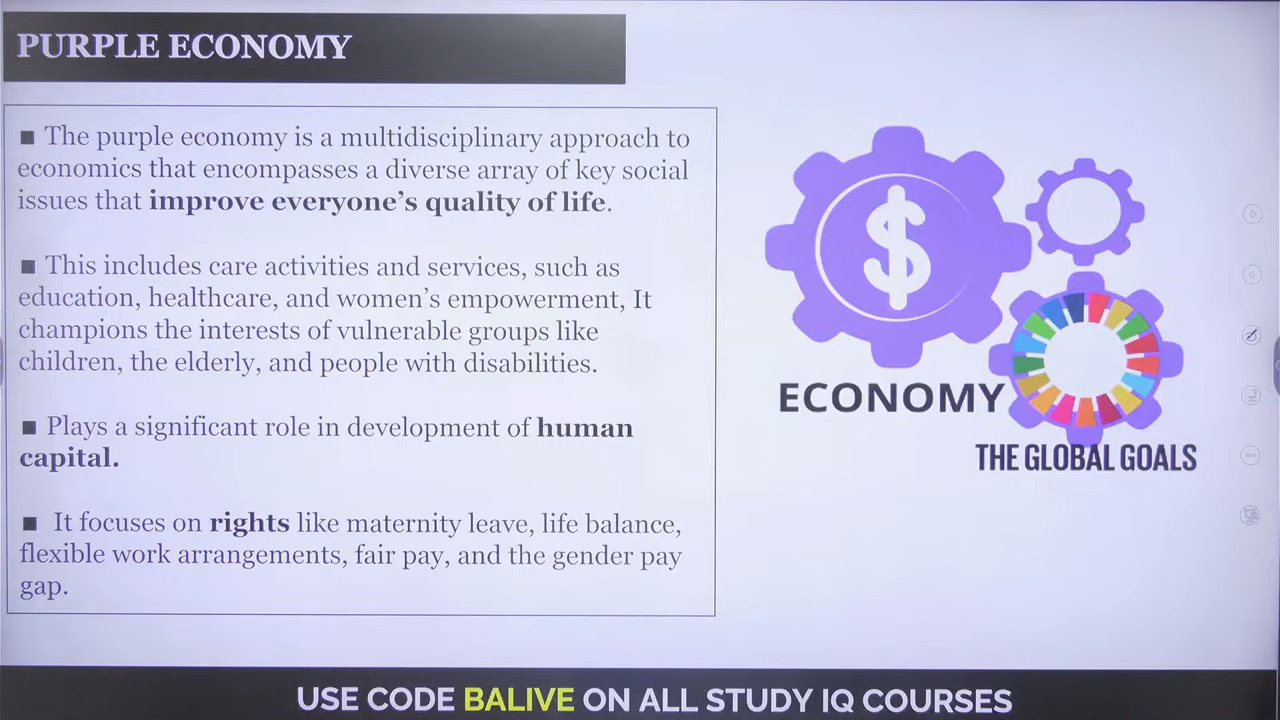 PURPLE ECONOMY
■ The purple economy is a multidisciplinary approach to
economics that encompasses a diverse array of key social
issues that improve everyone’s quality of life.
■ This includes care activities and services, such as
education, healthcare, and women’s empowerment, It
champions the interests of vulnerable groups like
children, the elderly, and people with disabilities.
■ Plays a significant role in development of human
capital.
■ It focuses on rights like maternity leave, life balance,
flexible work arrangements, fair pay, and the gender pay
gap.
$
ECONOMY
THE GLOBAL GOALS
USE CODE BALIVE ON ALL STUDY IQ COURSES